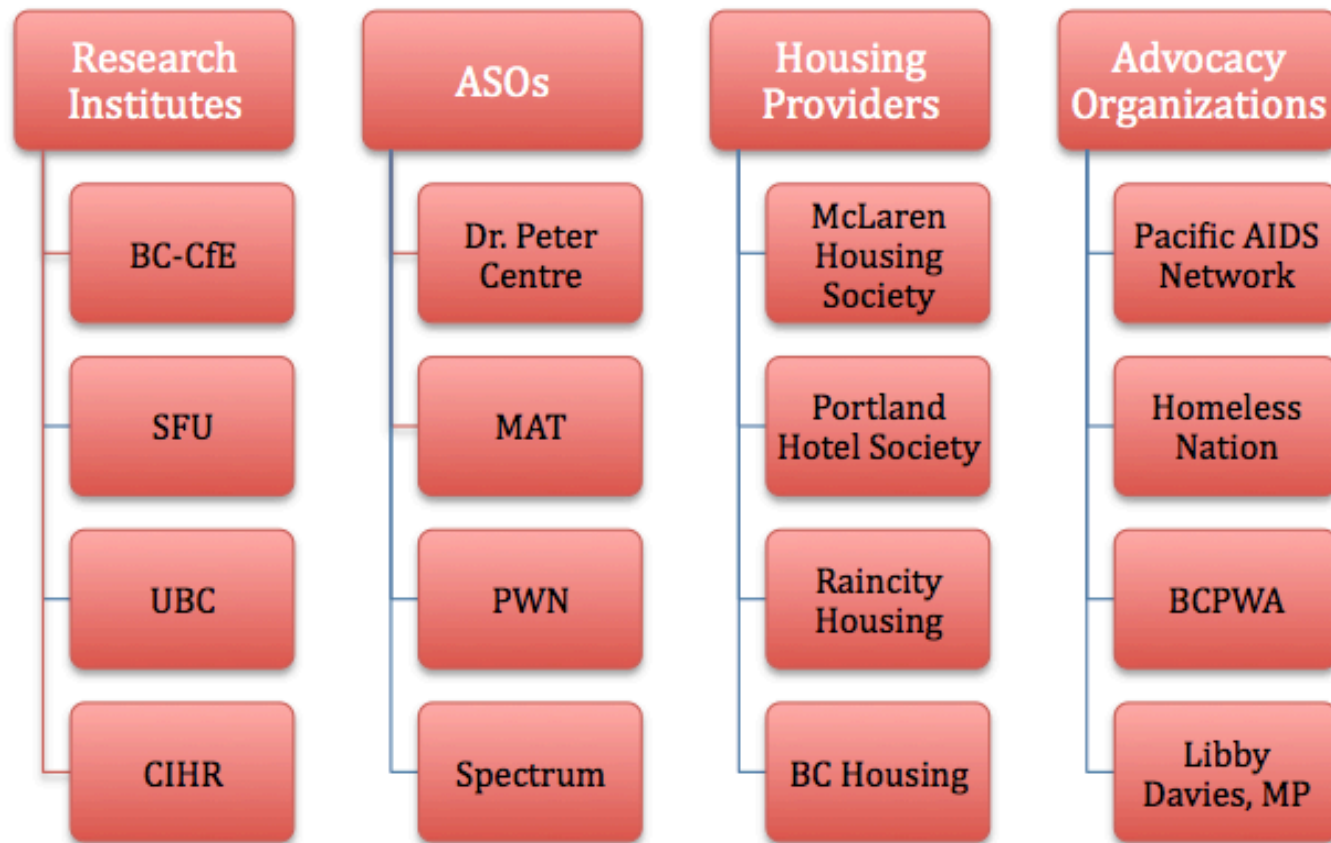 Research
Institutes
BC-CfE
SFU
UBC
CIHR
ASOs
Dr. Peter
Centre
MAT
PWN
Spectrum
Housing
Providers
McLaren
Housing
Society
Portland
Hotel Society
Raincity
Housing
BC Housing
Advocacy
Organizations
Pacific AIDS
Network
Homeless
Nation
BCPWA
Libby
Davies, MP